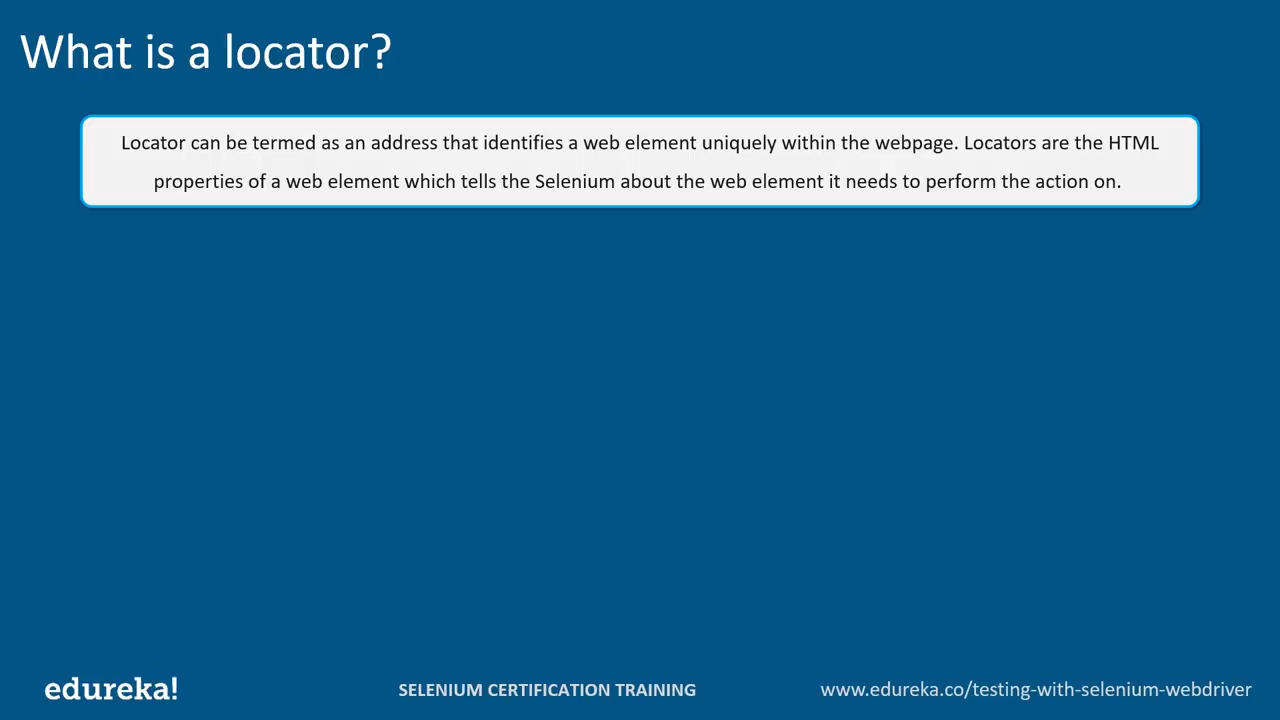 What is a locator?
Locator can be termed as an address that identifies a web element uniquely within the webpage. Locators are the HTML
properties of a web element which tells the Selenium about the web element it needs to perform the action on.
edureka!
SELENIUM CERTIFICATION TRAINING
www.edureka.co/testing-with-selenium-webdriver